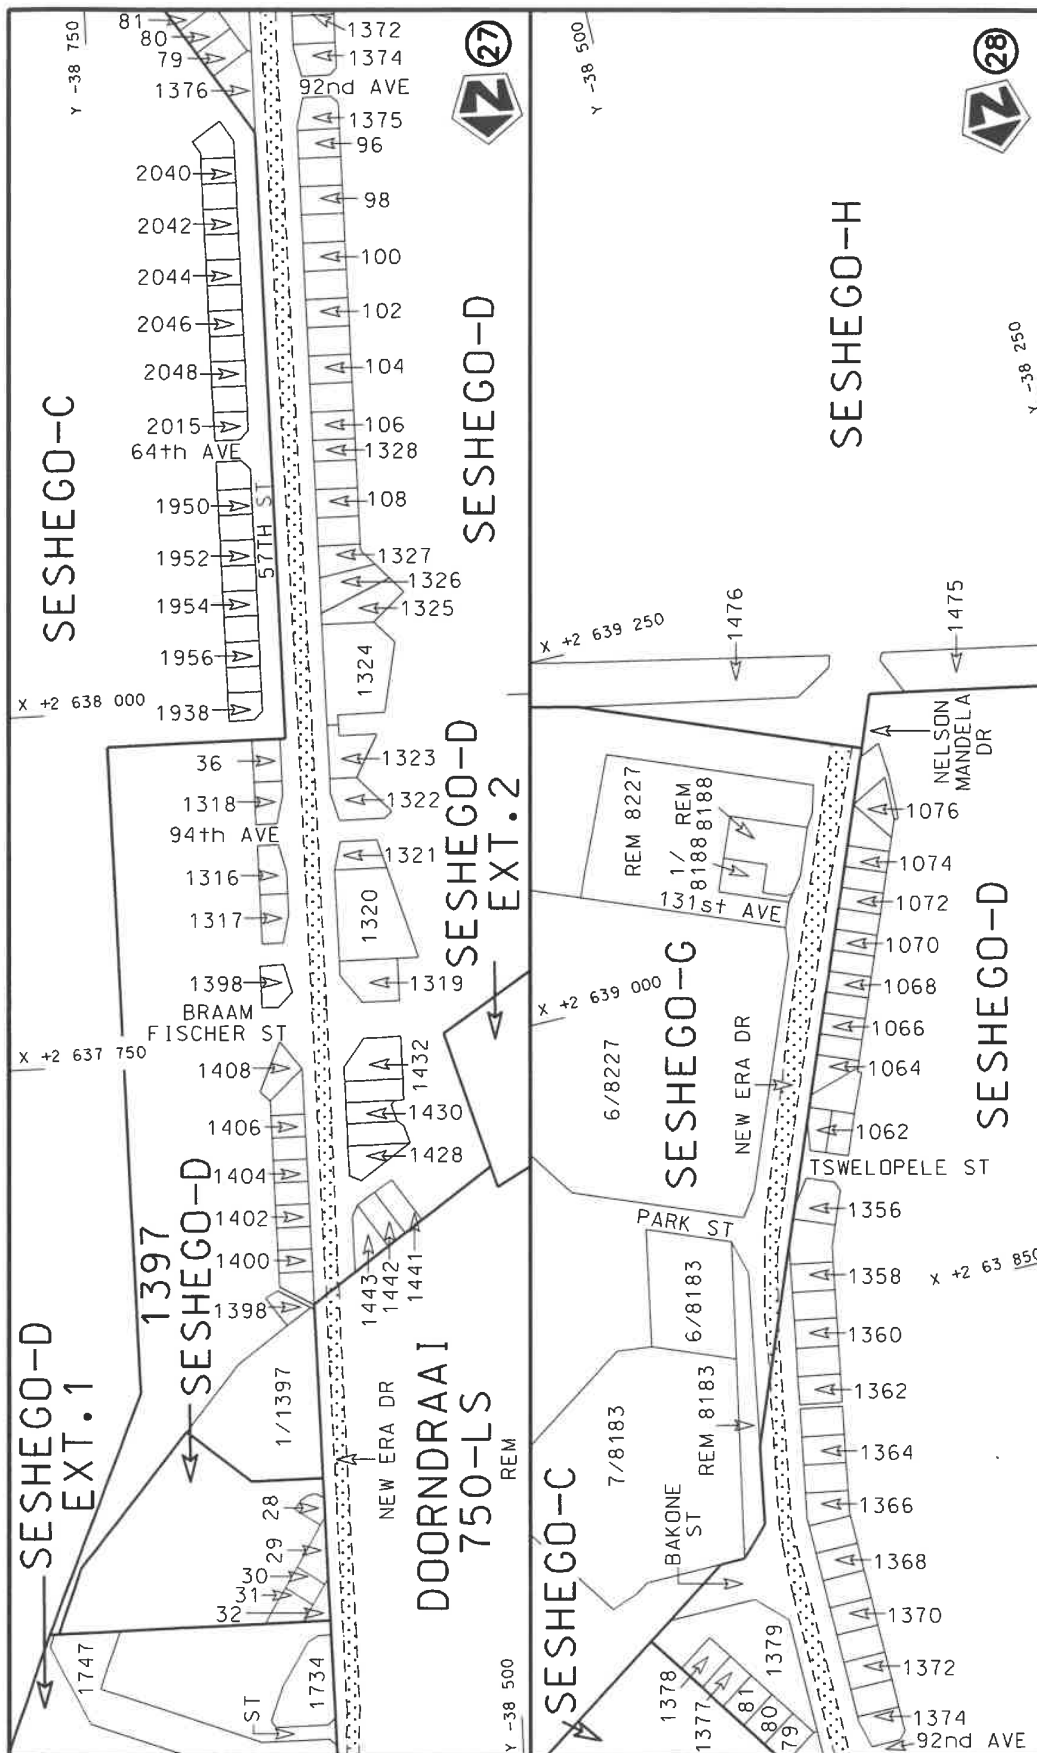 81
80
79
1376
Y -38 750
1372
1374
92nd AVE
27
N
1375
96
98
100
102
104
106
1328
108
1327
1326
1325
1324
1323
1322
1321
1320
1319
2040
2042
2044
2046
2048
2015
64th AVE
1950
1952
1954
1956
1938
57TH ST
SESHEGO-C
SESHEGO-D
X +2 638 000
36
1318
94th AVE
1316
1317
1398
BRAAM
FISCHER ST
X +2 637 750
1408
1406
1404
1402
1400
1398
1432
1430
1428
1443
1442
1441
SESHEGO-D
EXT.2
1397
SESHEGO-D
SESHEGO-D
EXT.1
1/1397
28
29
30
31
32
NEW ERA DR
DOORNDRAAI
750-LS
REM
1747
1734
ST
Y -38 500
Y -38 500
28
N
SESHEGO-H
Y -38 250
X +2 639 250
1476
1475
NELSON
MANDELA
DR
REM 8227
1/
8188
REM
8188
131st AVE
1076
1074
1072
1070
1068
1066
1064
1062
TSWELOPELE ST
SESHEGO-D
X +2 639 000
6/8227
SESHEGO-G
NEW ERA DR
PARK ST
1356
1358
X +2 63 850
1360
1362
1364
1366
1368
1370
1372
1374
92nd AVE
6/8183
7/8183
REM 8183
BAKONE
ST
SESHEGO-C
1378
1377
81
80
79
1379